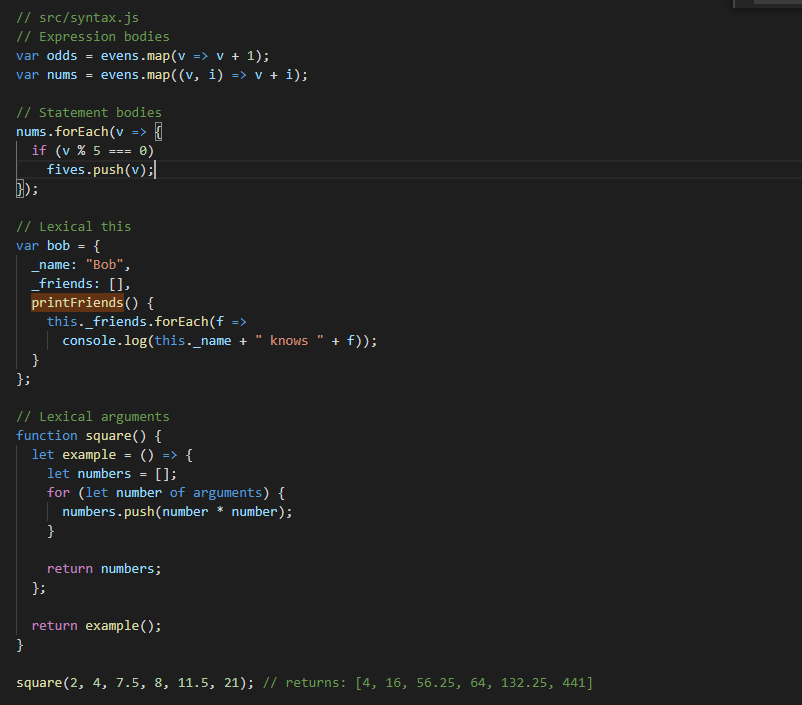 // src/syntax.js
// Expression bodies
var odds = evens.map(v => v + 1);
var nums = evens.map((v, i) => v + i);

// Statement bodies
nums.forEach(v => {
  if (v % 5 === 0)
    fives.push(v);
});

// Lexical this
var bob = {
  _name: "Bob",
  _friends: [],
  printFriends() {
    this._friends.forEach(f =>
      console.log(this._name + " knows " + f));
  }
};

// Lexical arguments
function square() {
  let example = () => {
    let numbers = [];
    for (let number of arguments) {
      numbers.push(number * number);
    }

    return numbers;
  };

  return example();
}

square(2, 4, 7.5, 8, 11.5, 21); // returns: [4, 16, 56.25, 64, 132.25, 441]